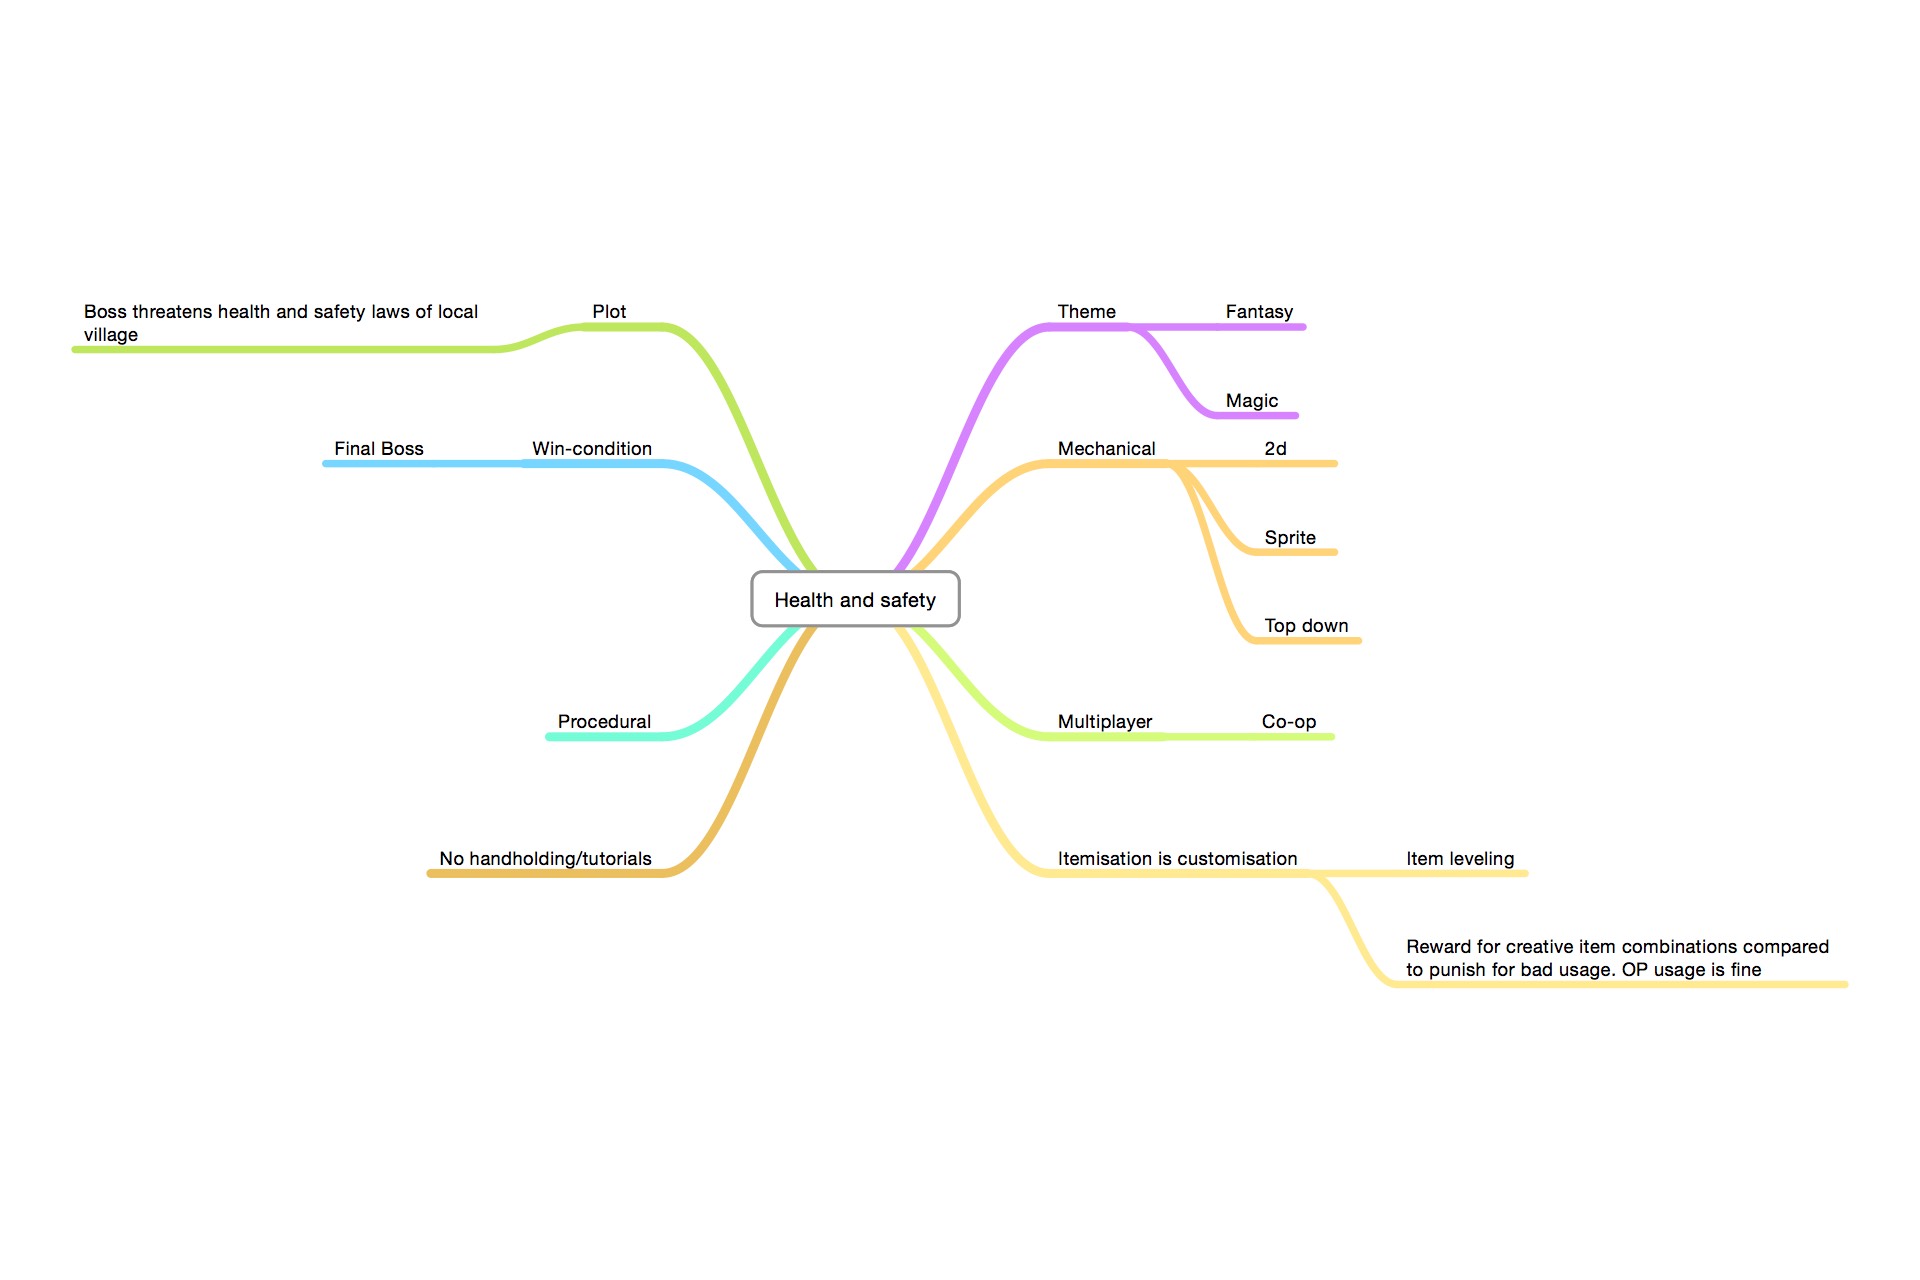 Boss threatens health and safety laws of local
village
Plot
Theme
Fantasy
Magic
Final Boss
Win-condition
Mechanical
2d
Sprite
Top down
Health and safety
Procedural
Multiplayer
Co-op
No handholding/tutorials
Itemisation is customisation
Item leveling
Reward for creative item combinations compared
to punish for bad usage. OP usage is fine